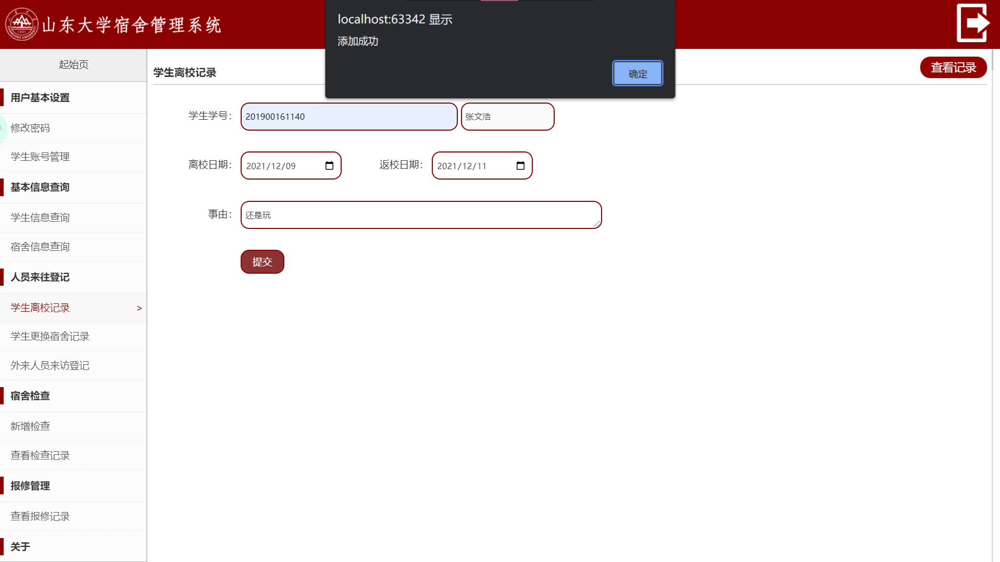 山东大学宿舍管理系统
localhost:63342 显示
添加成功
确定
起始页
用户基本设置
修改密码
学生账号管理
基本信息查询
学生信息查询
宿舍信息查询
人员来往登记
学生离校记录 >
学生更换宿舍记录
外来人员来访登记
宿舍检查
新增检查
查看检查记录
报修管理
查看报修记录
关于
学生离校记录
查看记录
学生学号： 201900161140 张文浩
离校日期： 2021/12/09 返校日期： 2021/12/11
事由： 还是玩
提交